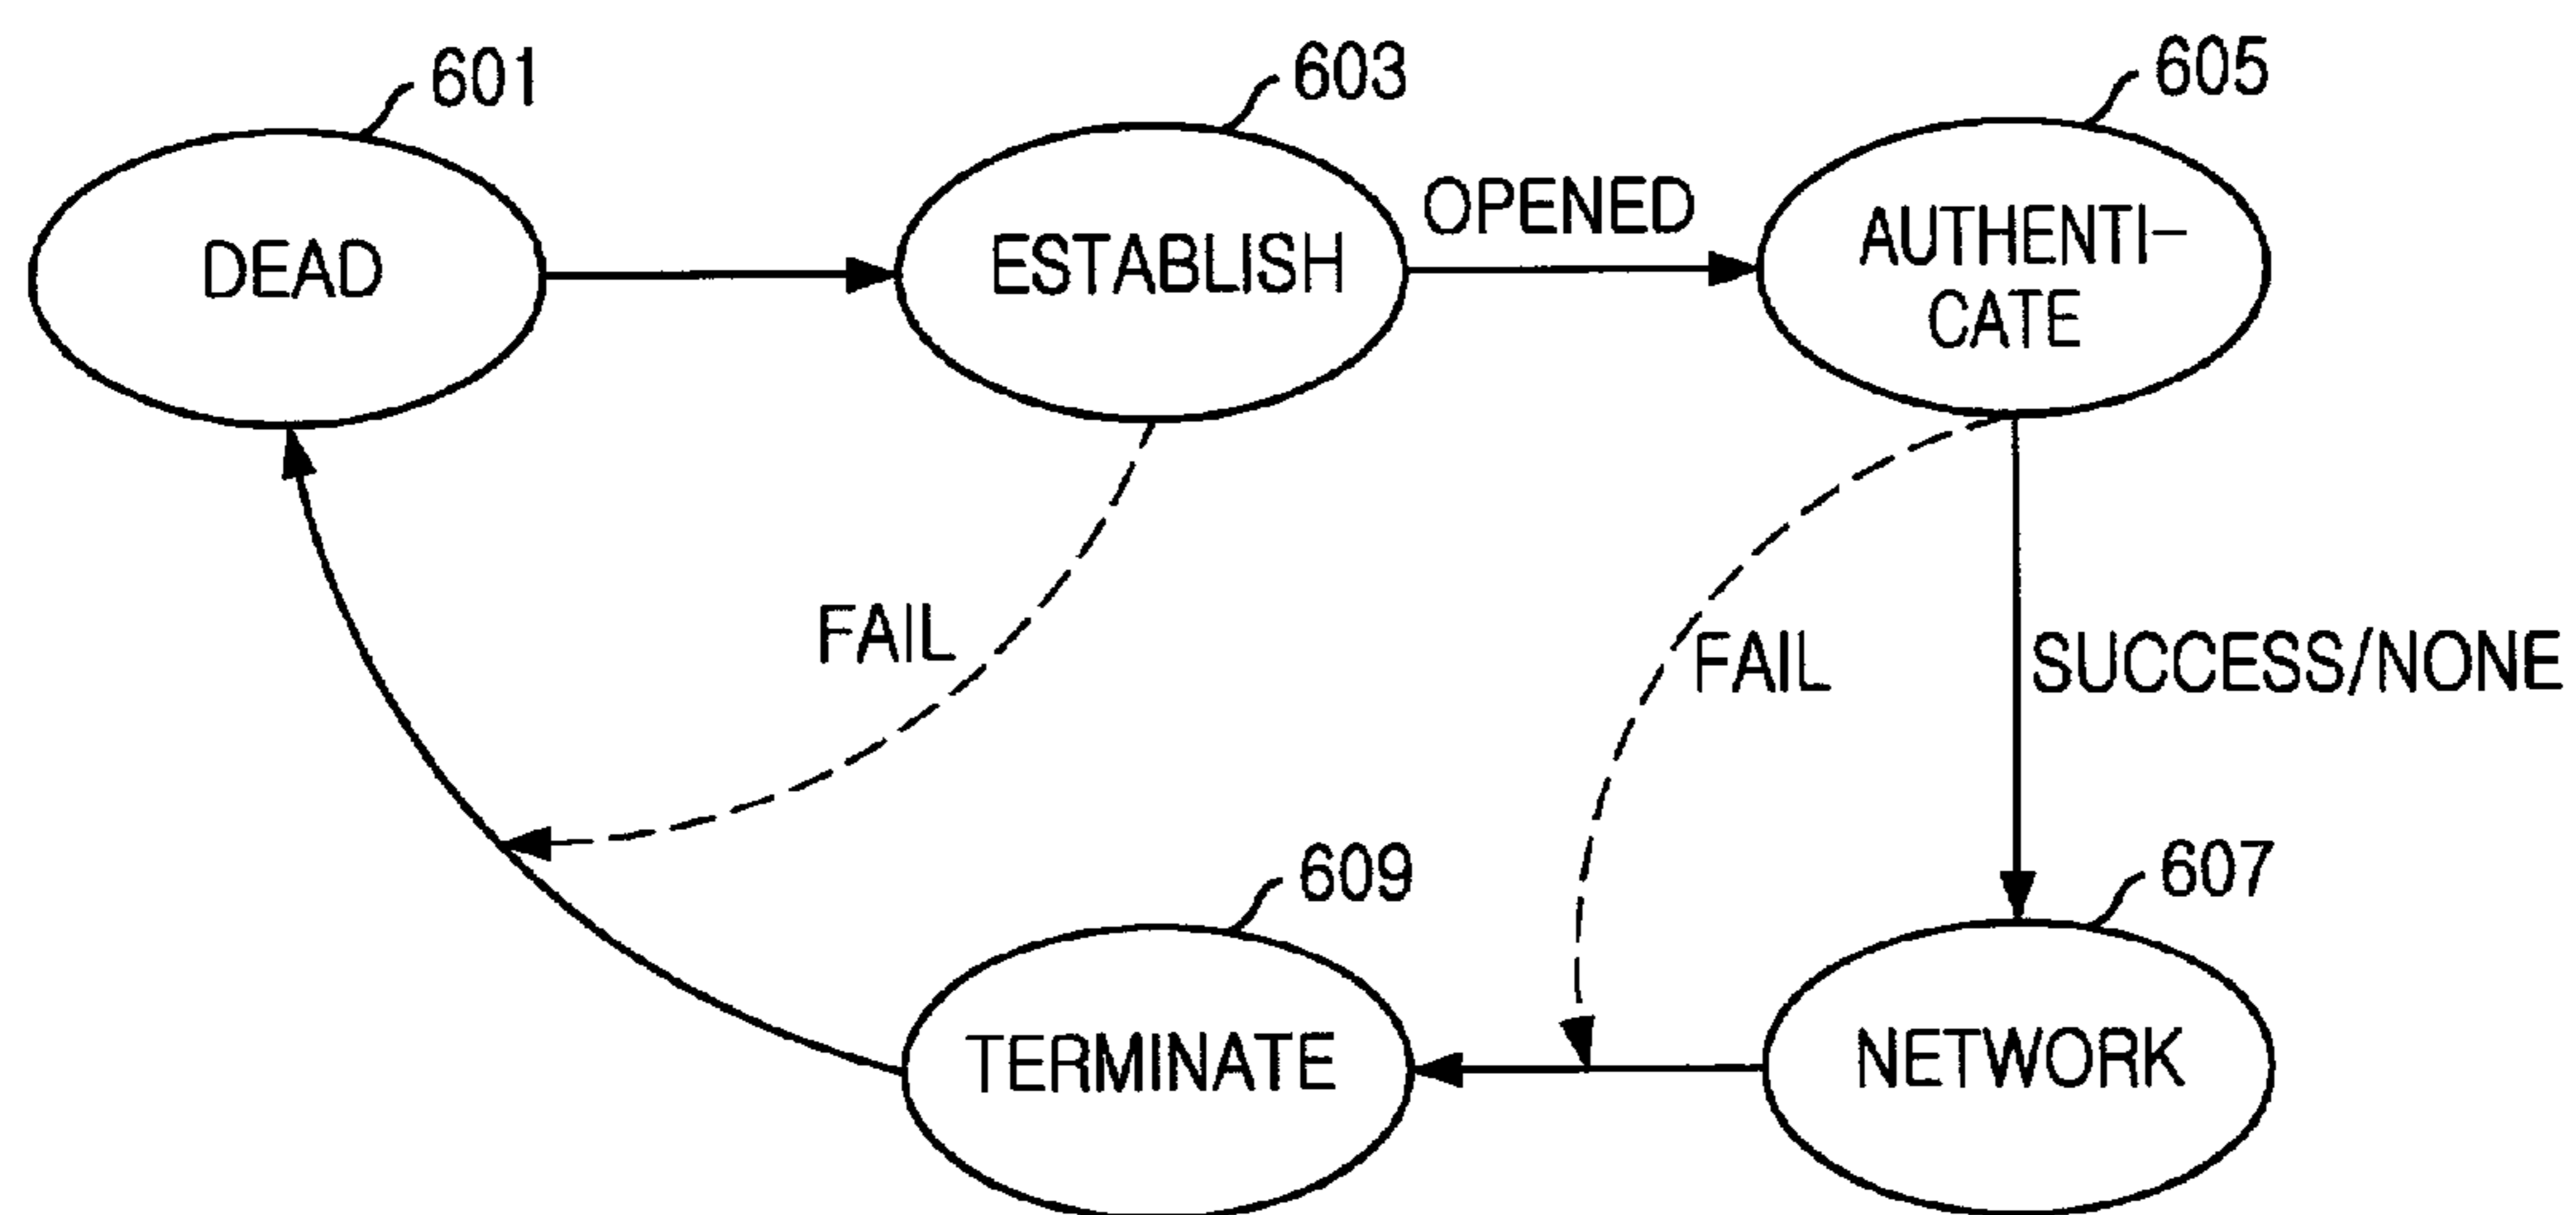 601
603
605
DEAD
ESTABLISH
OPENED
AUTHENTI-
CATE
FAIL
FAIL
SUCCESS/NONE
609
607
TERMINATE
NETWORK